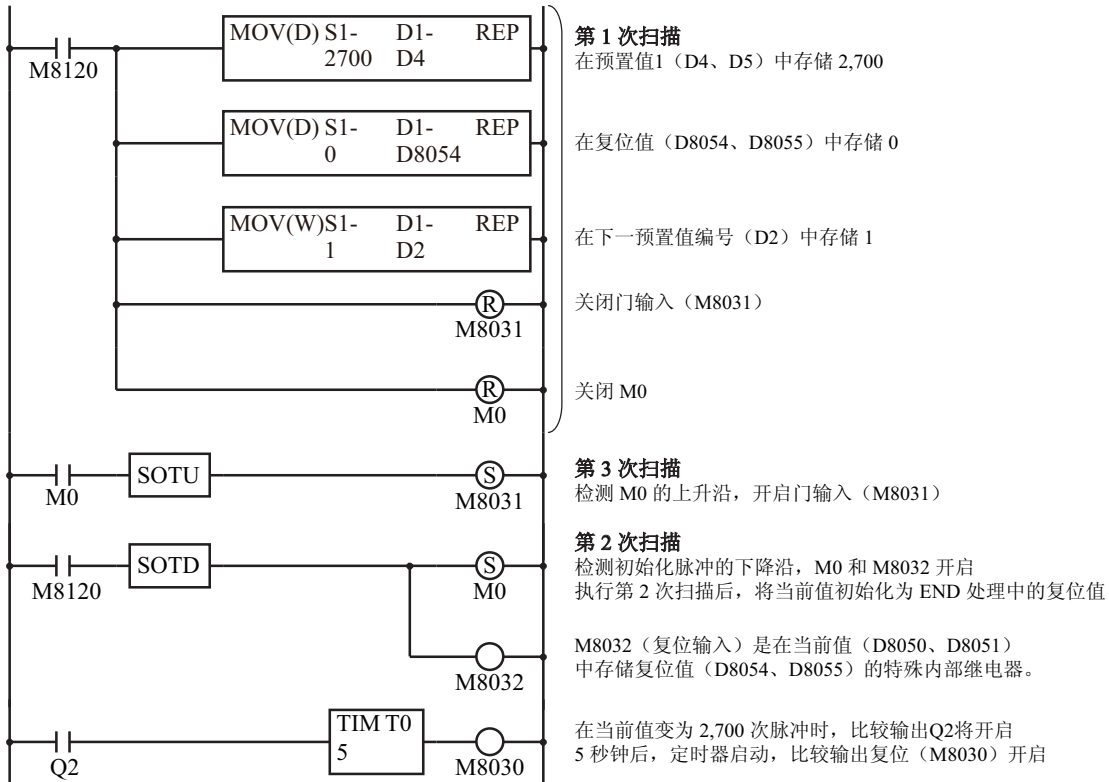 MOV(D) S1- D1- REP
2700 D4
M8120
第 1 次扫描
在预置值1（D4、D5）中存储 2,700
MOV(D) S1- D1- REP
0 D8054
在复位值（D8054、D8055）中存储 0
MOV(W)S1- D1- REP
1 D2
在下一预置值编号（D2）中存储 1
R
M8031
关闭门输入（M8031）
R
M0
关闭 M0
M0
SOTU
S
M8031
第 3 次扫描
检测 M0 的上升沿，开启门输入（M8031）
M8120
SOTD
S
M0
第 2 次扫描
检测初始化脉冲的下降沿，M0 和 M8032 开启
执行第 2 次扫描后，将当前值初始化为 END 处理中的复位值
M8032
M8032（复位输入）是在当前值（D8050、D8051）
中存储复位值（D8054、D8055）的特殊内部继电器。
Q2
TIM T0
5
M8030
在当前值变为 2,700 次脉冲时，比较输出Q2将开启
5 秒钟后，定时器启动，比较输出复位（M8030）开启